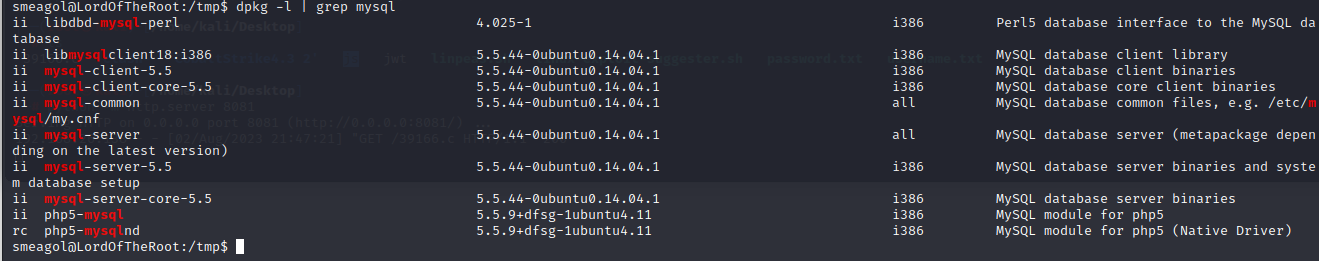 smeagol@LordOfTheRoot:/tmp$ dpkg -l | grep mysql
ii  libdbd-mysql-perl                4.025-1                          i386         Perl5 database interface to the MySQL da
tabase
ii  libmysqlclient18:i386            5.5.44-0ubuntu0.14.04.1          i386         MySQL database client library
ii  mysql-client-5.5                 5.5.44-0ubuntu0.14.04.1          i386         MySQL database client binaries
ii  mysql-client-core-5.5            5.5.44-0ubuntu0.14.04.1          i386         MySQL database core client binaries
ii  mysql-common                     5.5.44-0ubuntu0.14.04.1          all          MySQL database common files, e.g. /etc/m
ysql/my.cnf
ii  mysql-server                     5.5.44-0ubuntu0.14.04.1          all          MySQL database server (metapackage depen
ding on the latest version)
ii  mysql-server-5.5                 5.5.44-0ubuntu0.14.04.1          i386         MySQL database server binaries and syste
m database setup
ii  mysql-server-core-5.5            5.5.44-0ubuntu0.14.04.1          i386         MySQL database server binaries
ii  php5-mysql                       5.5.9+dfsg-1ubuntu4.11           i386         MySQL module for php5
rc  php5-mysqlnd                     5.5.9+dfsg-1ubuntu4.11           i386         MySQL module for php5 (Native Driver)
smeagol@LordOfTheRoot:/tmp$